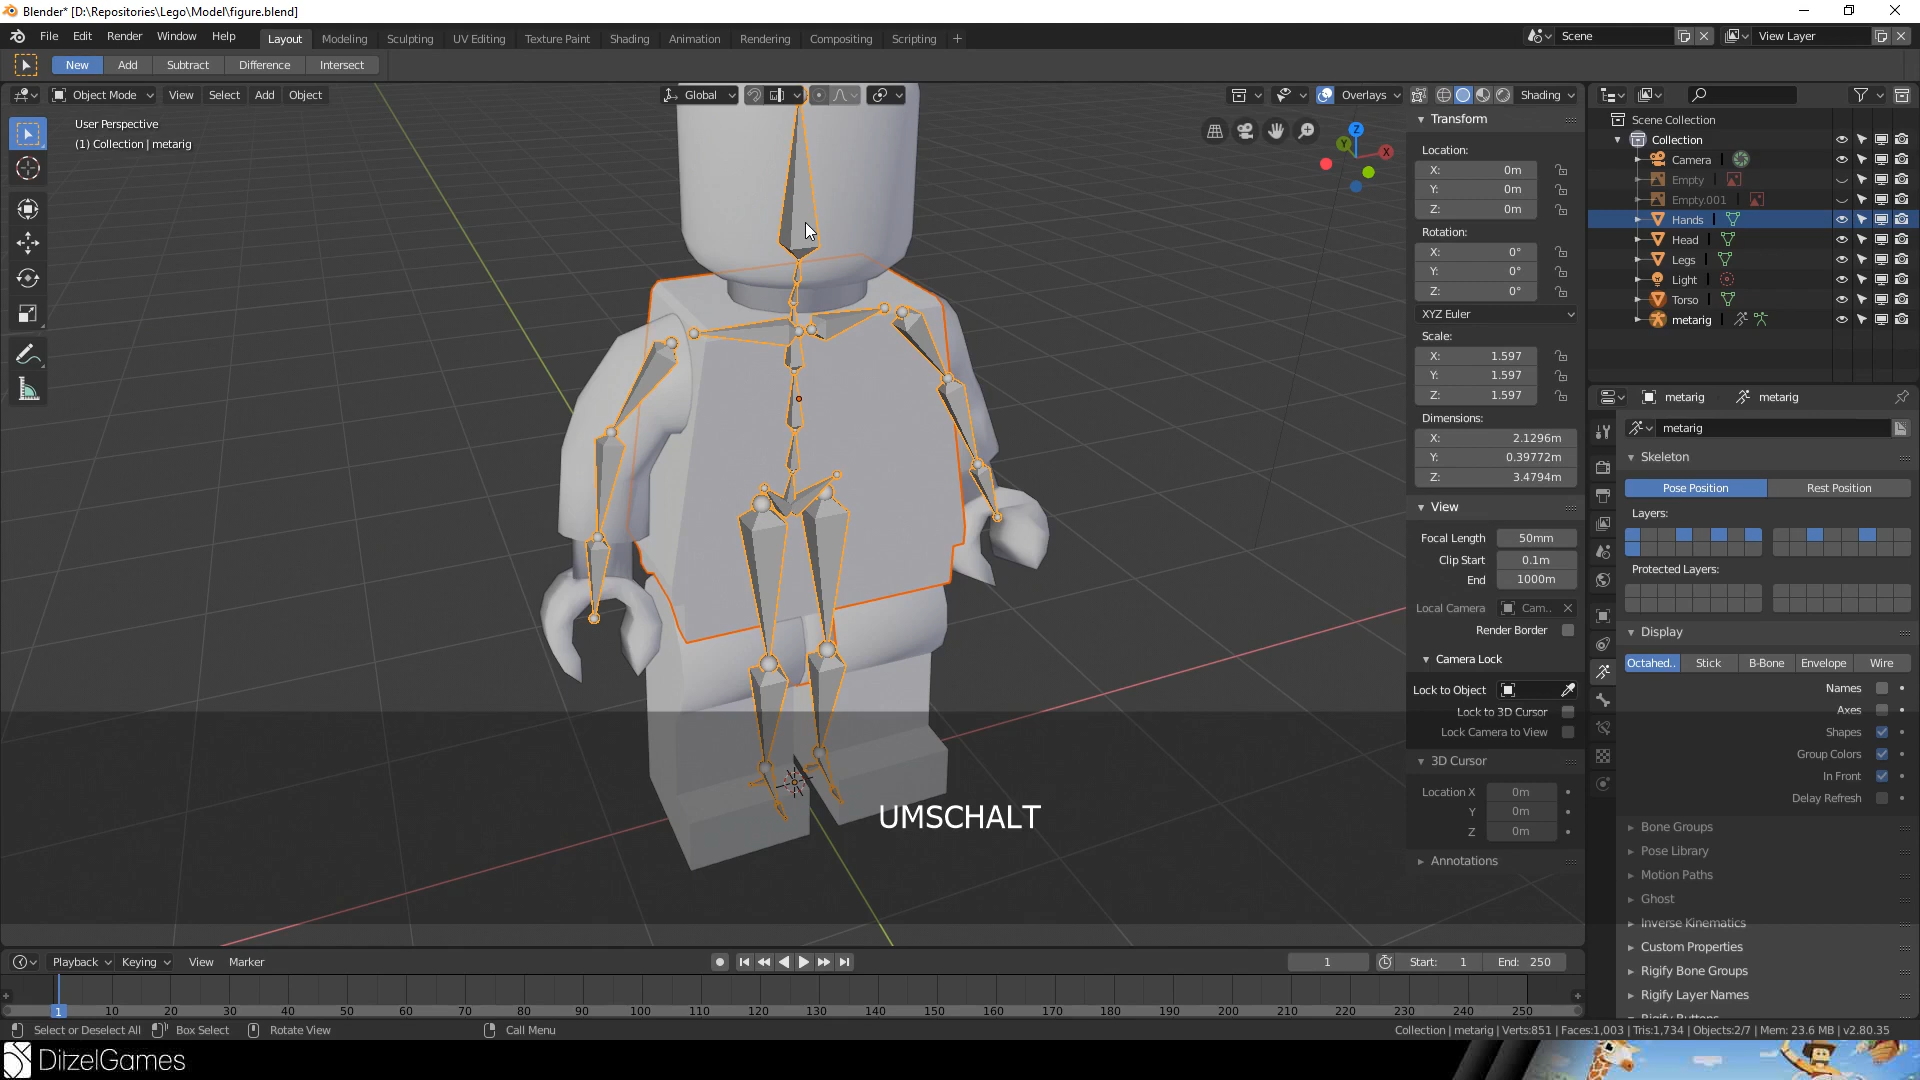 Blender* [D:\Repositories\Lego\Model\figure.blend]
File Edit Render Window Help
Layout Modeling Sculpting UV Editing Texture Paint Shading Animation Rendering Compositing Scripting +
Scene
View Layer
New Add Subtract Difference Intersect
Object Mode View Select Add Object
Global
Overlays
Shading
User Perspective
(1) Collection | metarig
Z
Y
X
Transform
Location:
X: 0m
Y: 0m
Z: 0m
Rotation:
X: 0°
Y: 0°
Z: 0°
XYZ Euler
Scale:
X: 1.597
Y: 1.597
Z: 1.597
Dimensions:
X: 2.1296m
Y: 0.39772m
Z: 3.4794m
View
Focal Length 50mm
Clip Start 0.1m
End 1000m
Local Camera Cam..
Render Border
Camera Lock
Lock to Object
Lock to 3D Cursor
Lock Camera to View
3D Cursor
Location X 0m
Y 0m
Z 0m
Annotations
Scene Collection
Collection
Camera
Empty
Empty.001
Hands
Head
Legs
Light
Torso
metarig
metarig metarig
metarig
Skeleton
Pose Position Rest Position
Layers:
Protected Layers:
Display
Octahed.. Stick B-Bone Envelope Wire
Names
Axes
Shapes
Group Colors
In Front
Delay Refresh
Bone Groups
Pose Library
Motion Paths
Ghost
Inverse Kinematics
Custom Properties
Rigify Bone Groups
Rigify Layer Names
Rigify Buttons
UMSCHALT
Playback Keying View Marker
1
Start: 1
End: 250
1 10 20 30 40 50 60 70 80 90 100 110 120 130 140 150 160 170 180 190 200 210 220 230 240 250
Select or Deselect All Box Select Rotate View Call Menu
Collection | metarig | Verts:851 | Faces:1,003 | Tris:1,734 | Objects:2/7 | Mem: 23.6 MB | v2.80.35
DitzelGames